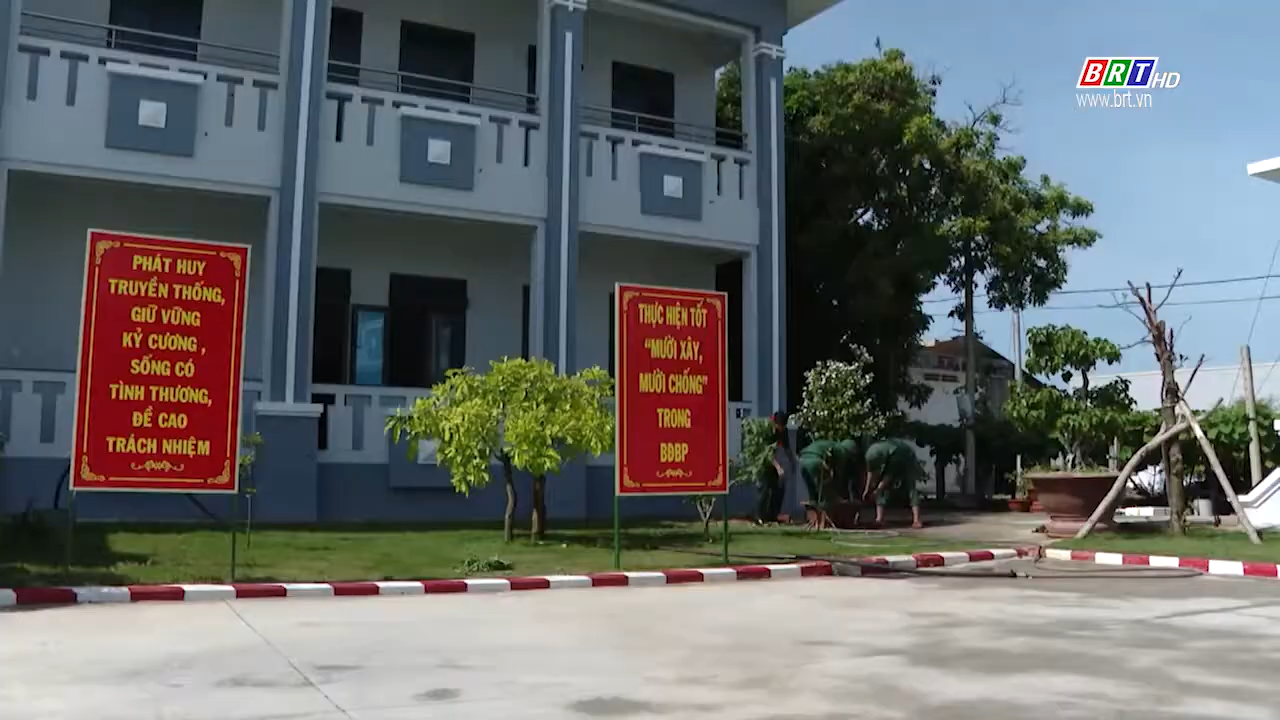 BRT HD
www.brt.vn
PHÁT HUY
TRUYỀN THỐNG,
GIỮ VỮNG
KỶ CƯƠNG ,
SỐNG CÓ
TÌNH THƯƠNG,
ĐỀ CAO
TRÁCH NHIỆM
THỰC HIỆN TỐT
“MƯỜI XÂY,
MƯỜI CHỐNG"
TRONG
BĐBP